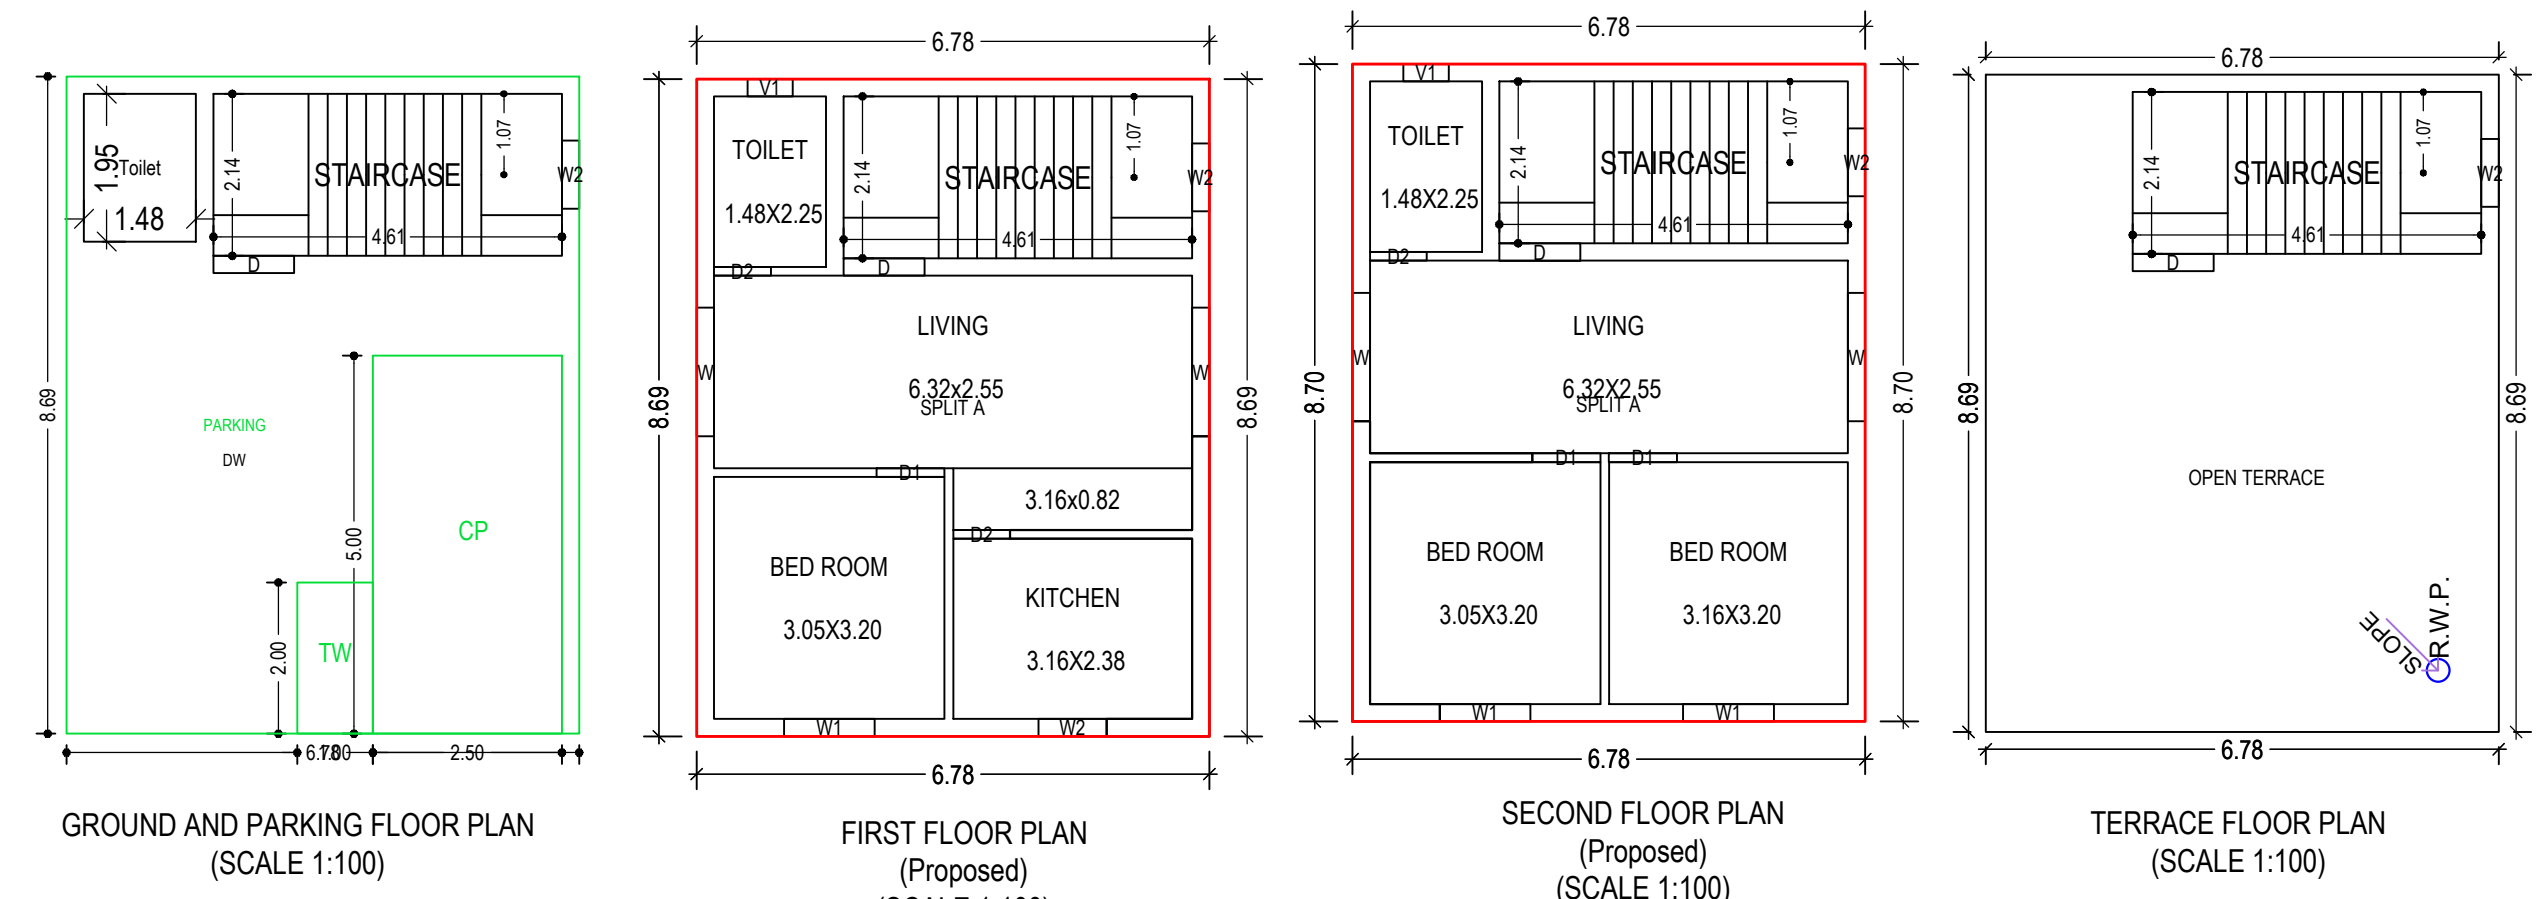 8.69
1.95
Toilet
1.48
2.14
STAIRCASE
1.07
W2
4.61
D
PARKING
DW
5.00
CP
2.00
TW
6.78
1.00
2.50
GROUND AND PARKING FLOOR PLAN
(SCALE 1:100)
6.78
V1
TOILET
1.48X2.25
D2
2.14
STAIRCASE
1.07
W2
4.61
D
8.69
W
LIVING
6.32x2.55
SPLIT A
W
8.69
D1
3.16x0.82
D2
BED ROOM
3.05X3.20
KITCHEN
3.16X2.38
W1
W2
6.78
FIRST FLOOR PLAN
(Proposed)
(SCALE 1:100)
6.78
V1
TOILET
1.48X2.25
D2
2.14
STAIRCASE
1.07
W2
4.61
D
8.70
W
LIVING
6.32X2.55
SPLIT A
W
8.70
D1
D1
BED ROOM
3.05X3.20
BED ROOM
3.16X3.20
W1
W1
6.78
SECOND FLOOR PLAN
(Proposed)
(SCALE 1:100)
6.78
2.14
STAIRCASE
1.07
W2
4.61
D
8.69
8.69
OPEN TERRACE
SLOPE
R.W.P.
6.78
TERRACE FLOOR PLAN
(SCALE 1:100)